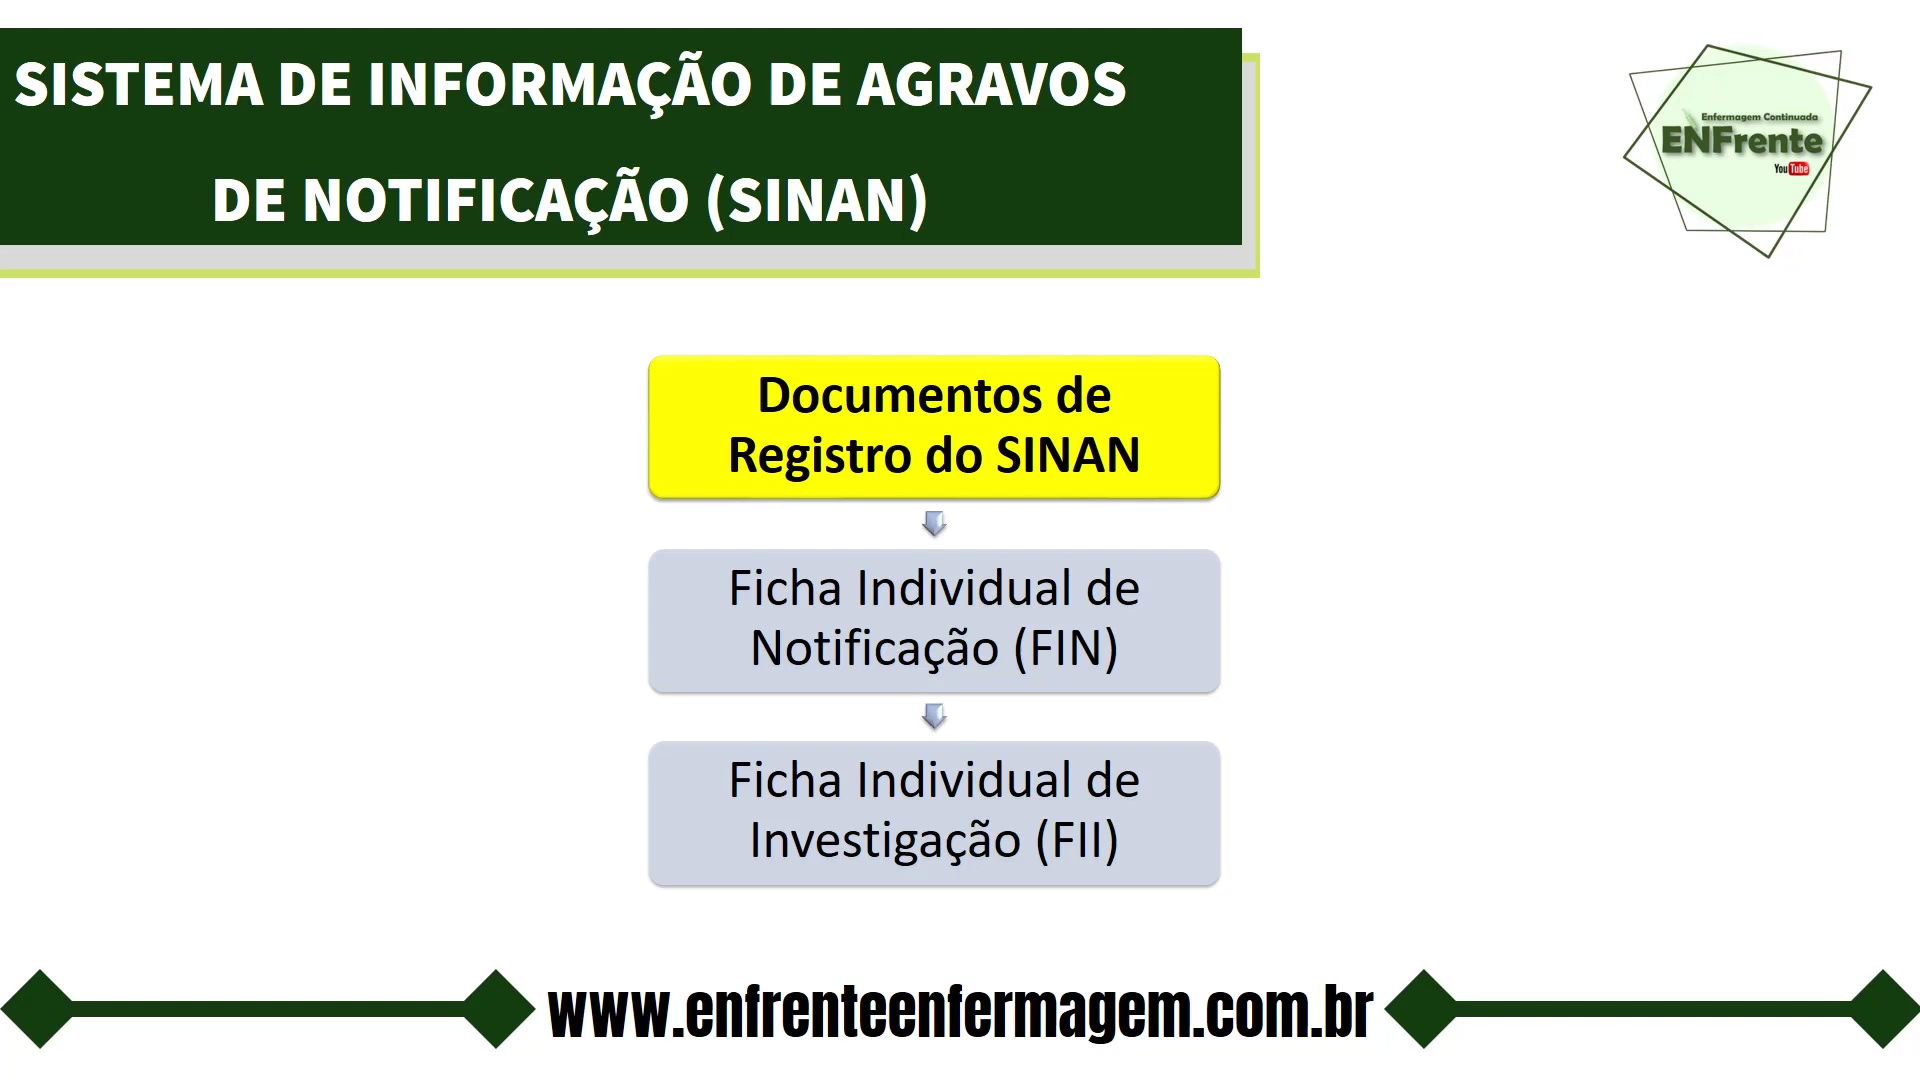 SISTEMA DE INFORMAÇÃO DE AGRAVOS
DE NOTIFICAÇÃO (SINAN)
Enfermagem Continuada
ENFrente
YouTube
Documentos de
Registro do SINAN
Ficha Individual de
Notificação (FIN)
Ficha Individual de
Investigação (FII)
www.enfrenteenfermagem.com.br